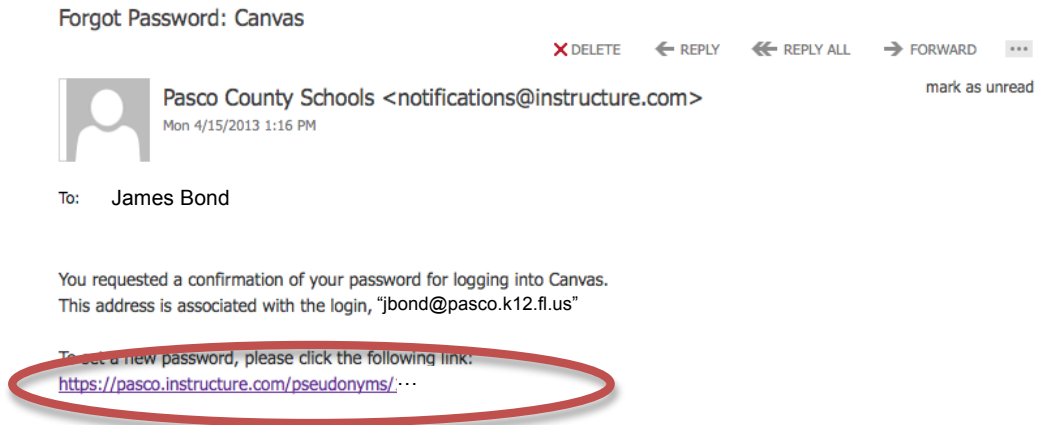 Forgot Password: Canvas
DELETE REPLY REPLY ALL FORWARD ...
Pasco County Schools <notifications@instructure.com>
mark as unread
Mon 4/15/2013 1:16 PM
To: James Bond
You requested a confirmation of your password for logging into Canvas.
This address is associated with the login, “jbond@pasco.k12.fl.us”
To set a new password, please click the following link:
https://pasco.instructure.com/pseudonyms/…